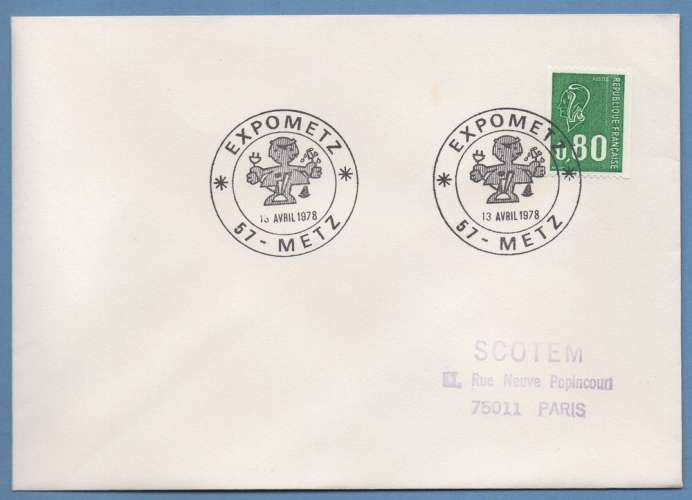 EXPOMETZ
13 AVRIL 1978
57 - METZ
EXPOMETZ
13 AVRIL 1978
57 - METZ
REPUBLIQUE FRANÇAISE
0,80
SCOTEM
Rue Neuve Popincourt
75011 PARIS